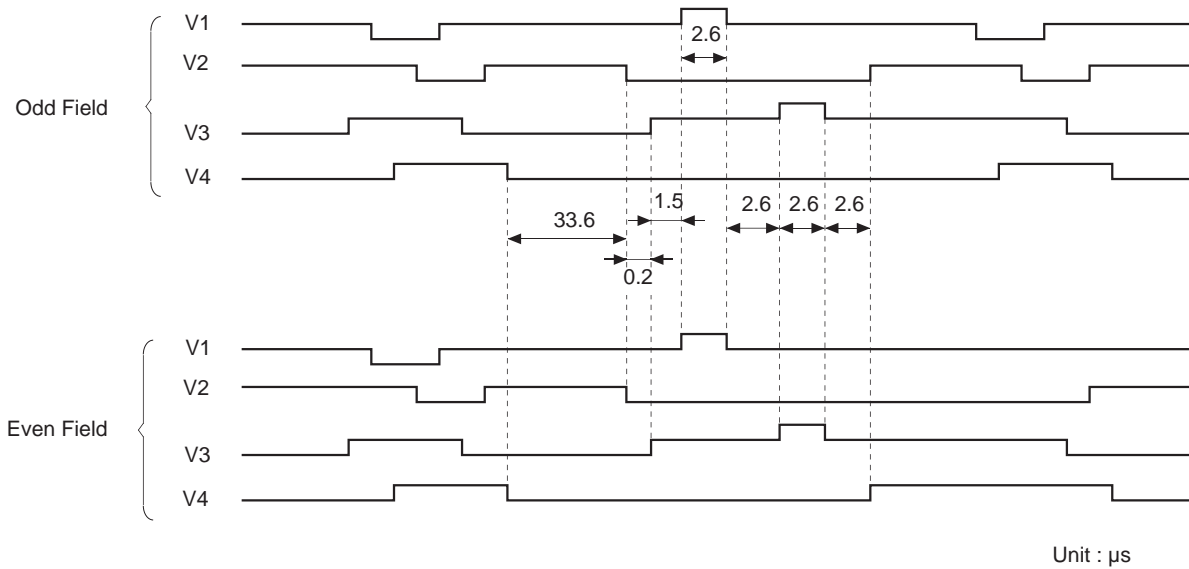 V1
2.6
V2
Odd Field
V3
V4
1.5
2.6 2.6 2.6
33.6
0.2
V1
V2
Even Field
V3
V4
Unit : µs